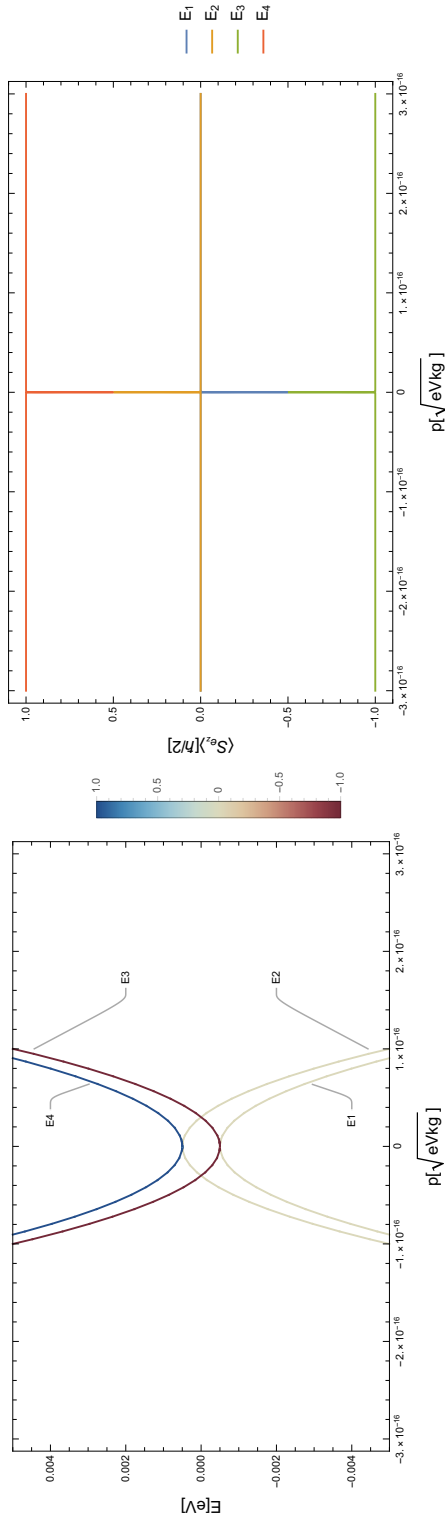 E[eV]
0.004
0.002
0.000
-0.002
-0.004
E4
E3
E1
E2
-3.×10⁻¹⁶ -2.×10⁻¹⁶ -1.×10⁻¹⁶ 0 1.×10⁻¹⁶ 2.×10⁻¹⁶ 3.×10⁻¹⁶
p[√eVkg]
1.0
0.5
0
-0.5
-1.0
⟨S_{e_z}⟩[ℏ/2]
1.0
0.5
0.0
-0.5
-1.0
-3.×10⁻¹⁶ -2.×10⁻¹⁶ -1.×10⁻¹⁶ 0 1.×10⁻¹⁶ 2.×10⁻¹⁶ 3.×10⁻¹⁶
p[√eVkg]
E₁
E₂
E₃
E₄